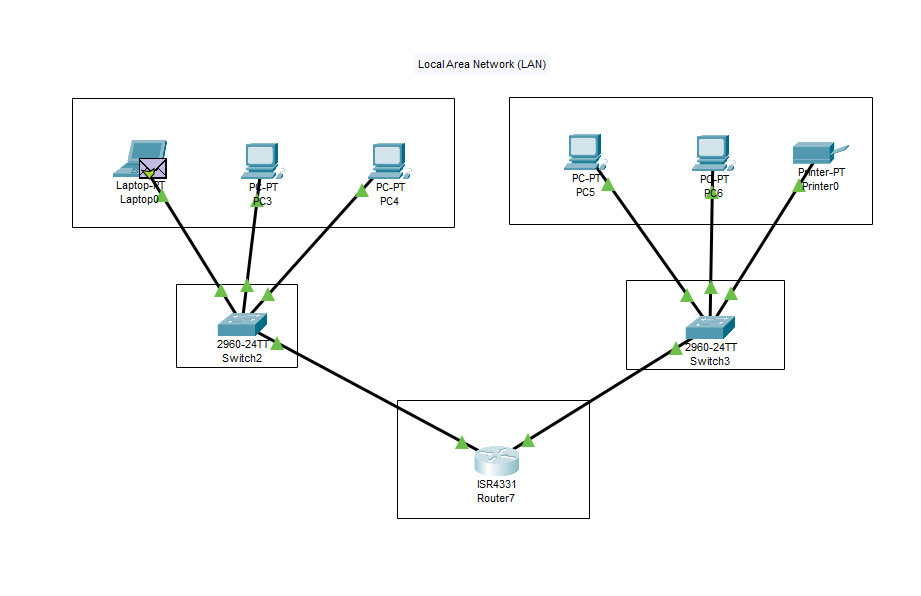 Local Area Network (LAN)
Laptop-PT
Laptop0
PC-PT
PC3
PC-PT
PC4
PC-PT
PC5
PC-PT
PC6
Printer-PT
Printer0
2960-24TT
Switch2
2960-24TT
Switch3
ISR4331
Router7